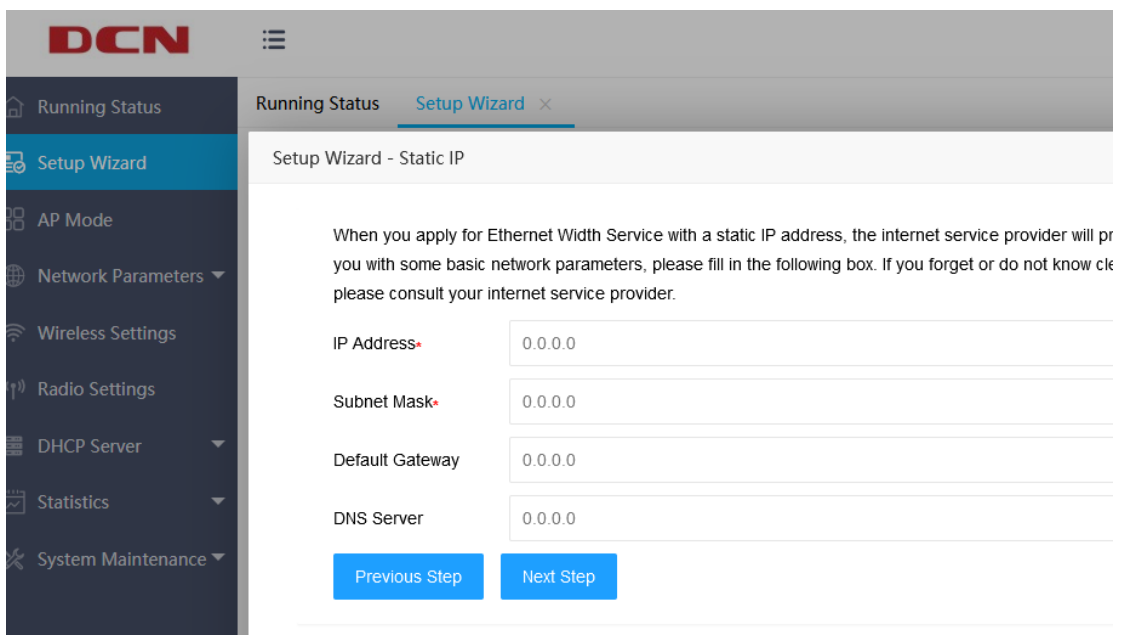 DCN
Running Status
Setup Wizard
AP Mode
Network Parameters
Wireless Settings
Radio Settings
DHCP Server
Statistics
System Maintenance
Running Status Setup Wizard ×
Setup Wizard - Static IP
When you apply for Ethernet Width Service with a static IP address, the internet service provider will pr
you with some basic network parameters, please fill in the following box. If you forget or do not know cle
please consult your internet service provider.
IP Address* 0.0.0.0
Subnet Mask* 0.0.0.0
Default Gateway 0.0.0.0
DNS Server 0.0.0.0
Previous Step Next Step